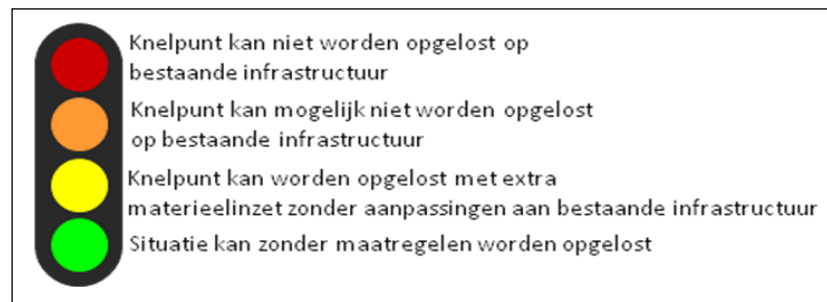 Knelpunt kan niet worden opgelost op
bestaande infrastructuur
Knelpunt kan mogelijk niet worden opgelost
op bestaande infrastructuur
Knelpunt kan worden opgelost met extra
materieelinzet zonder aanpassingen aan bestaande infrastructuur
Situatie kan zonder maatregelen worden opgelost